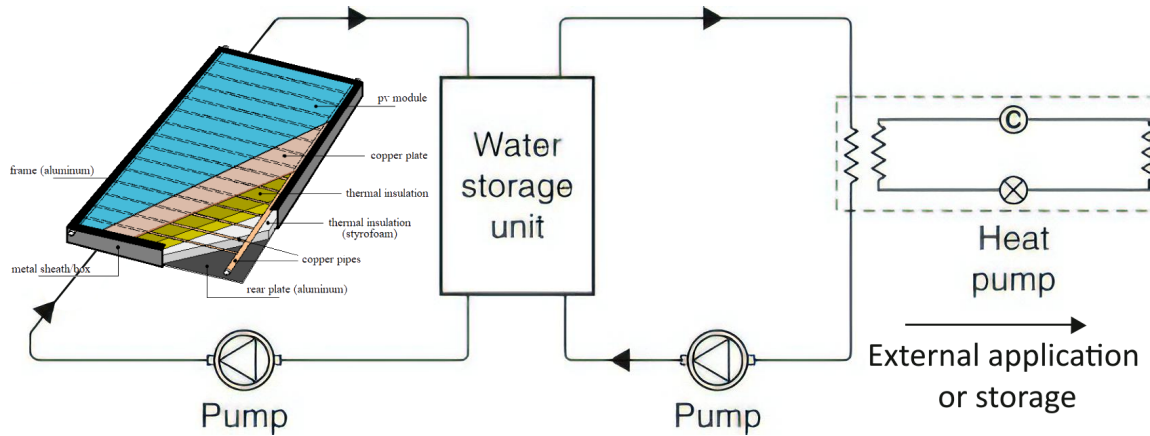 pv module
copper plate
frame (aluminum)
thermal insulation
thermal insulation
(styrofoam)
copper pipes
metal sheath/box
rear plate (aluminum)
Pump
Water
storage
unit
Pump
C
Heat
pump
External application
or storage